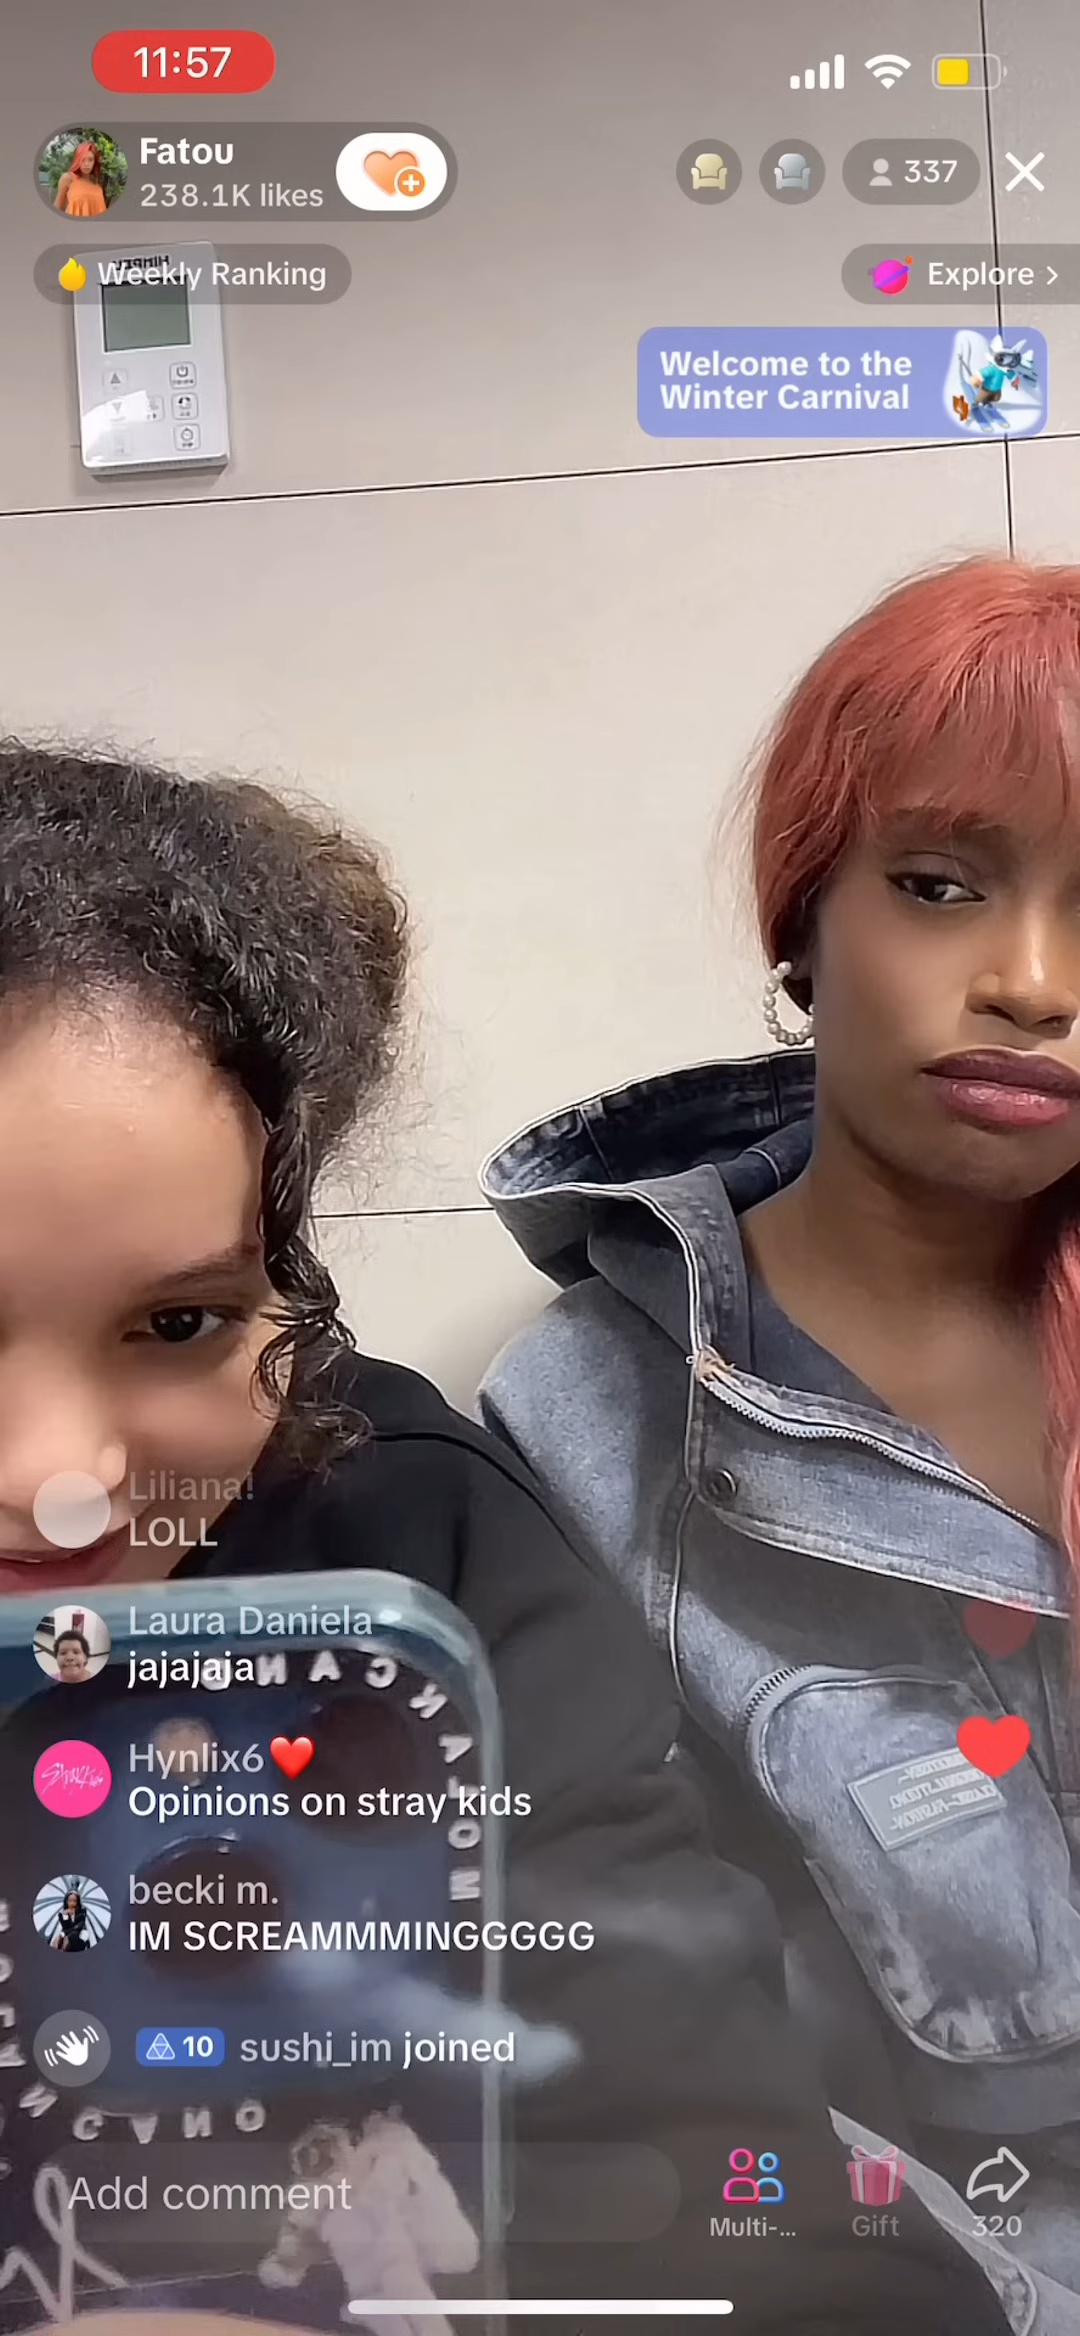 11:57
Fatou
238.1K likes
337
Weekly Ranking
Explore >
Welcome to the
Winter Carnival
Liliana!
LOLL
Laura Daniela
jajajaja
Hynlix6❤️
Opinions on stray kids
becki m.
IM SCREAMMMINGGGGG
10 sushi_im joined
Add comment
Multi-...
Gift
320